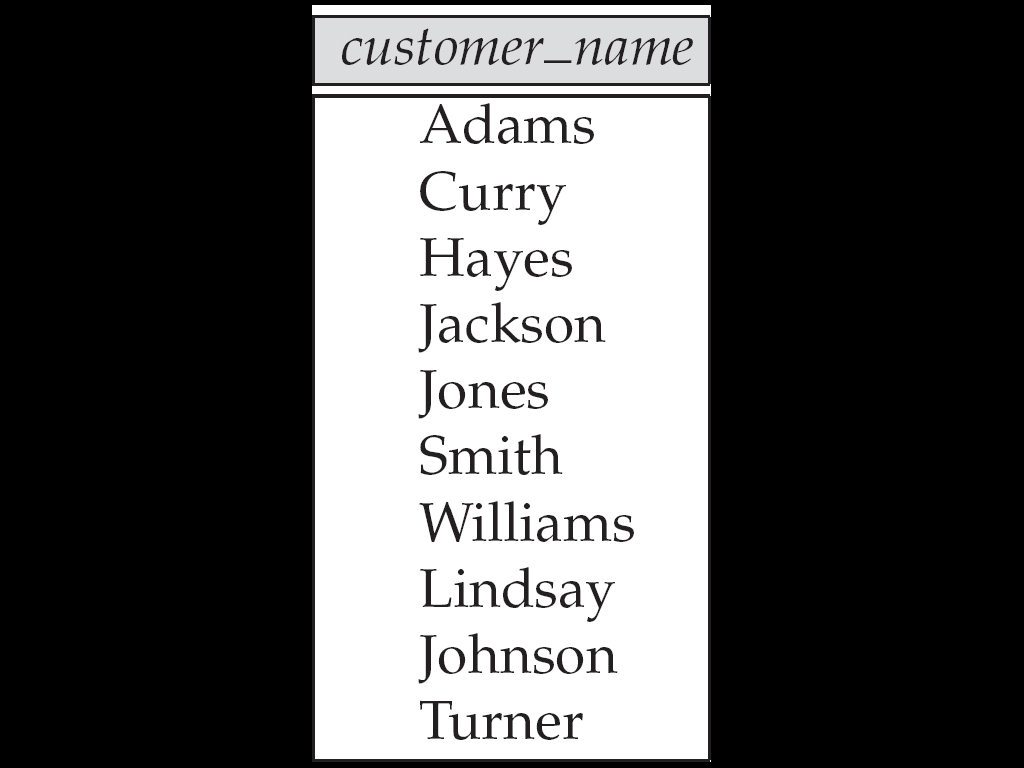 customer_name
Adams
Curry
Hayes
Jackson
Jones
Smith
Williams
Lindsay
Johnson
Turner